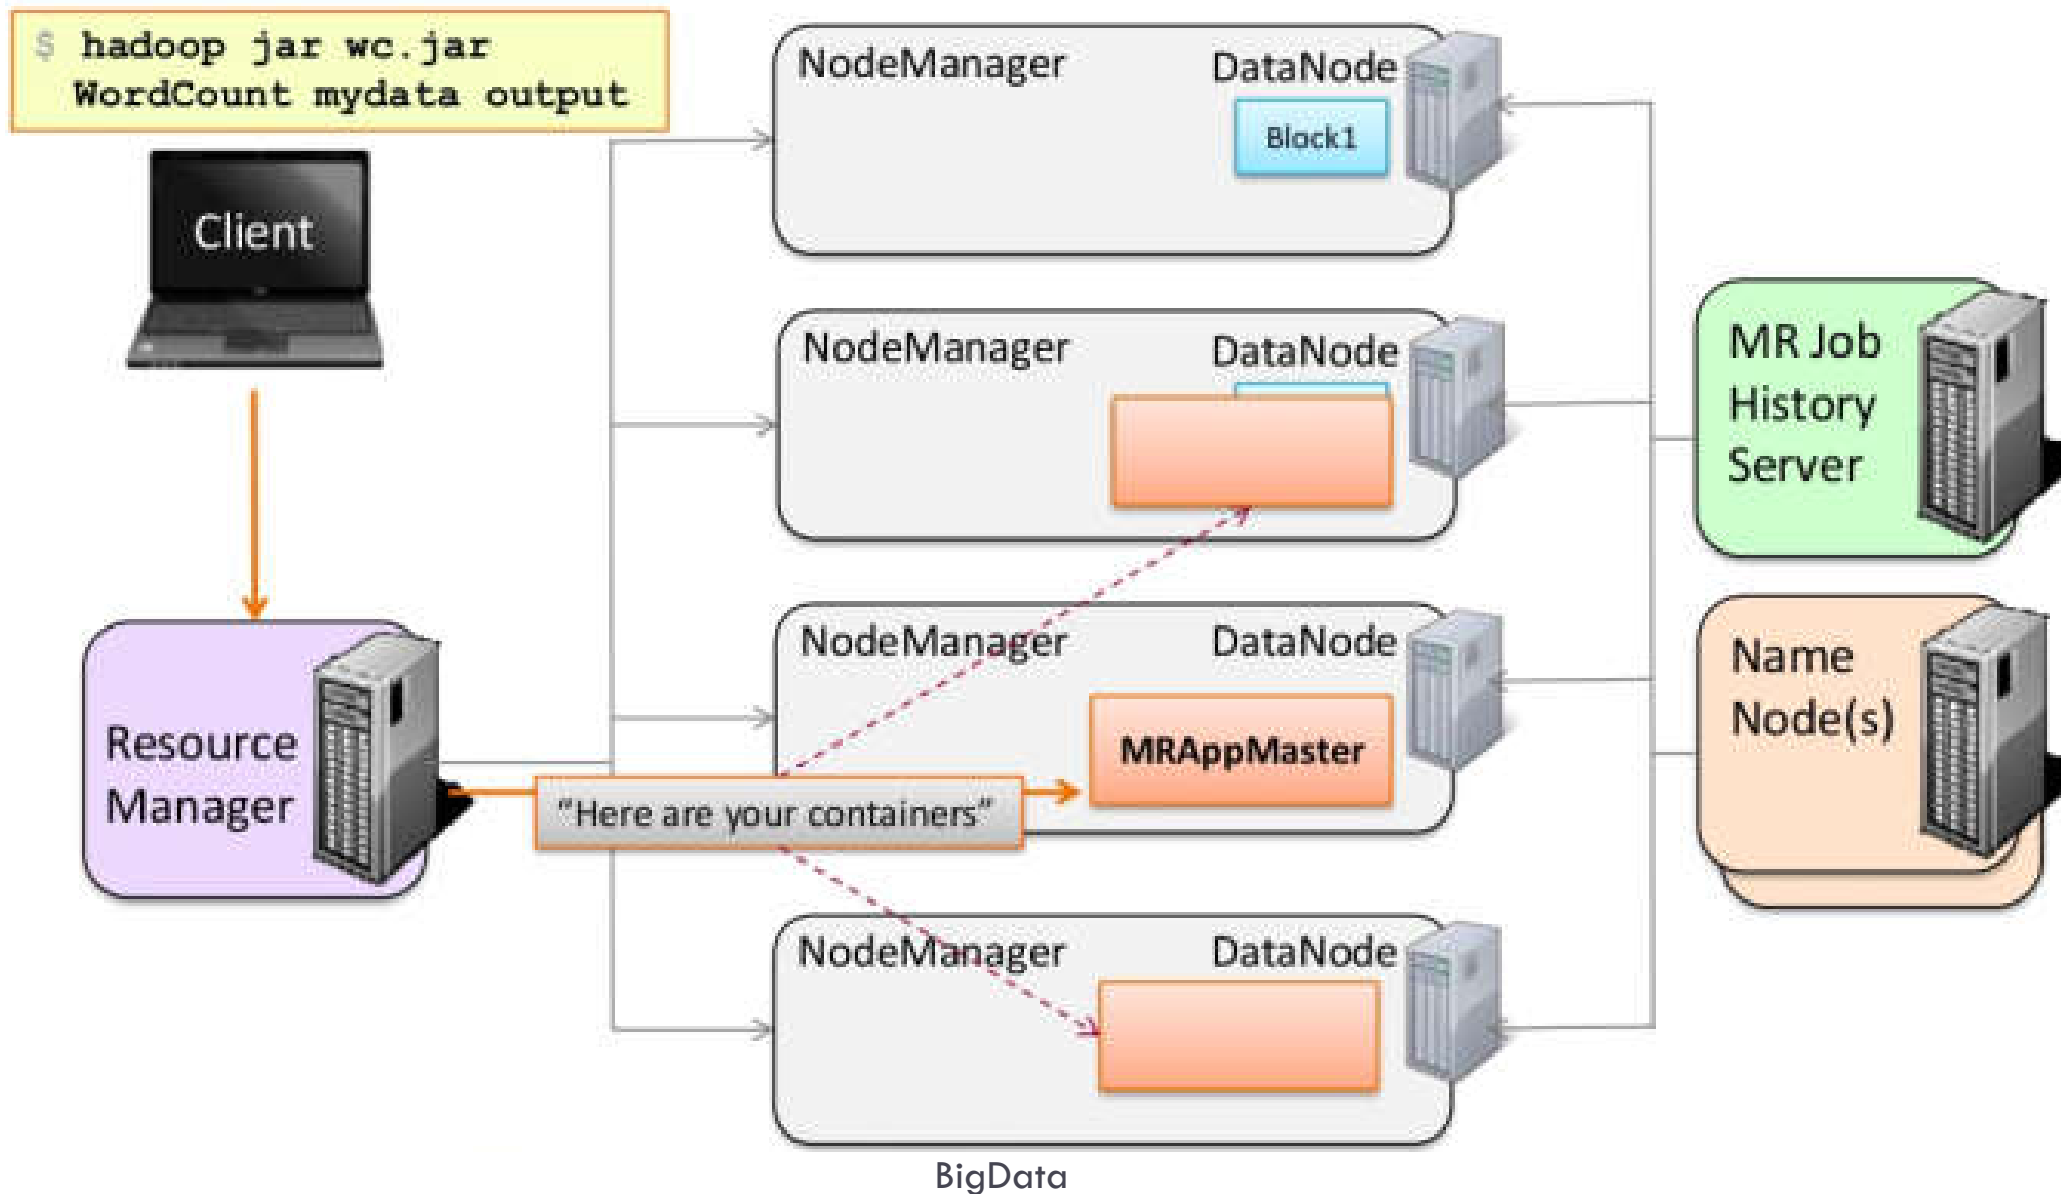 $ hadoop jar wc.jar
WordCount mydata output
Client
Resource
Manager
NodeManager
DataNode
Block1
NodeManager
DataNode
NodeManager
DataNode
MRAppMaster
"Here are your containers"
NodeManager
DataNode
MR Job
History
Server
Name
Node(s)
BigData